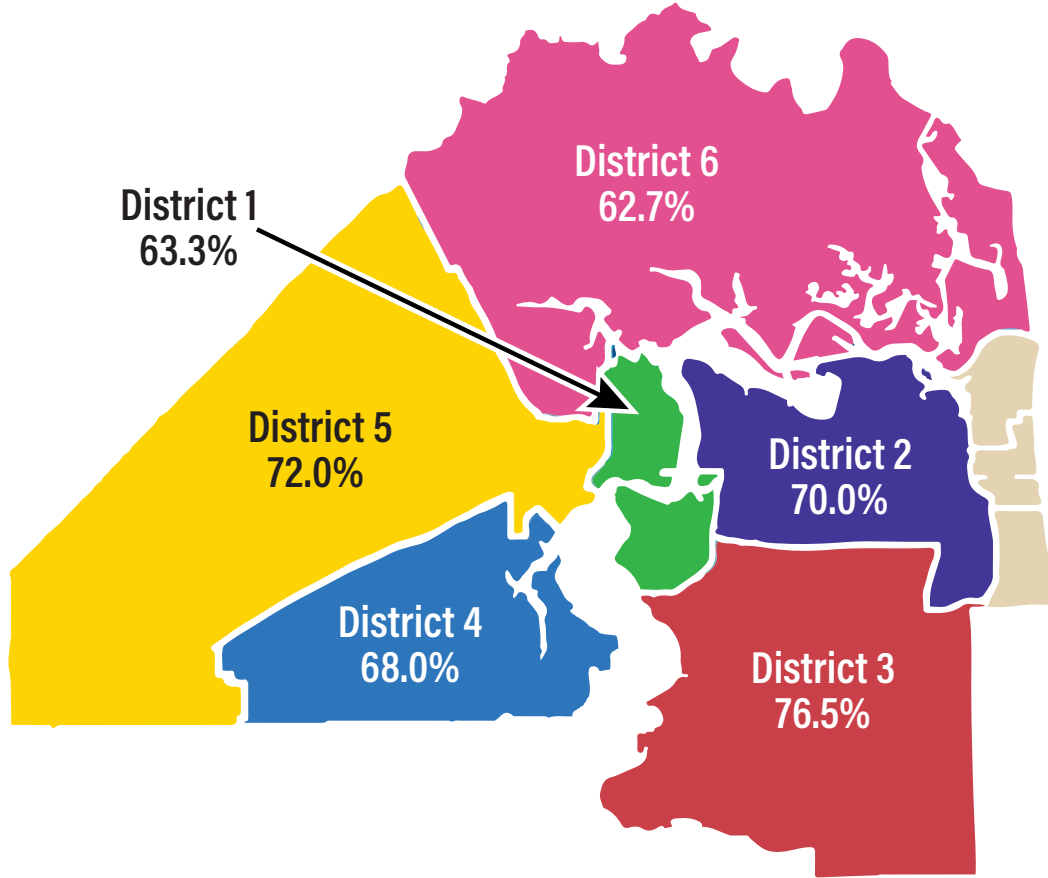 District 6
62.7%
District 1
63.3%
District 5
72.0%
District 2
70.0%
District 4
68.0%
District 3
76.5%